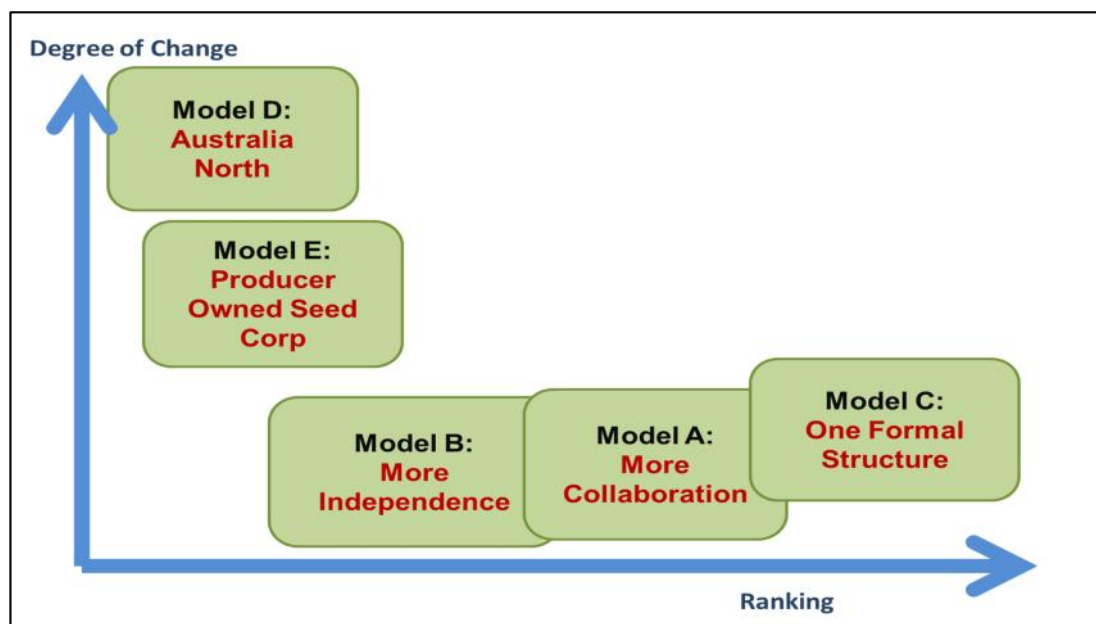 Degree of Change
Model D:
Australia
North
Model E:
Producer
Owned Seed
Corp
Model B:
More
Independence
Model A:
More
Collaboration
Model C:
One Formal
Structure
Ranking